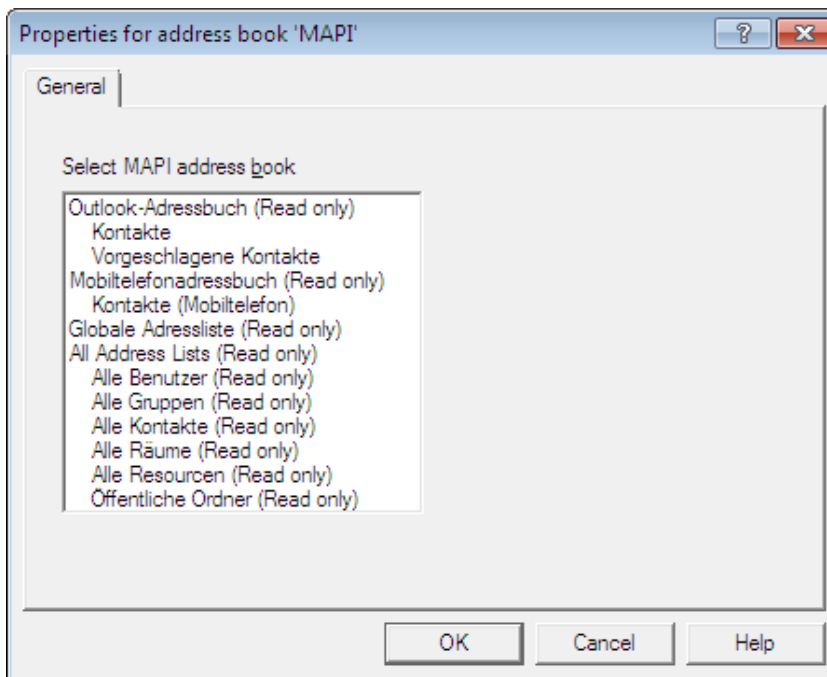 Properties for address book 'MAPI'
General
Select MAPI address book
Outlook-Adressbuch (Read only)
Kontakte
Vorgeschlagene Kontakte
Mobiltelefonadressbuch (Read only)
Kontakte (Mobiltelefon)
Globale Adressliste (Read only)
All Address Lists (Read only)
Alle Benutzer (Read only)
Alle Gruppen (Read only)
Alle Kontakte (Read only)
Alle Räume (Read only)
Alle Resourcen (Read only)
Öffentliche Ordner (Read only)
OK Cancel Help